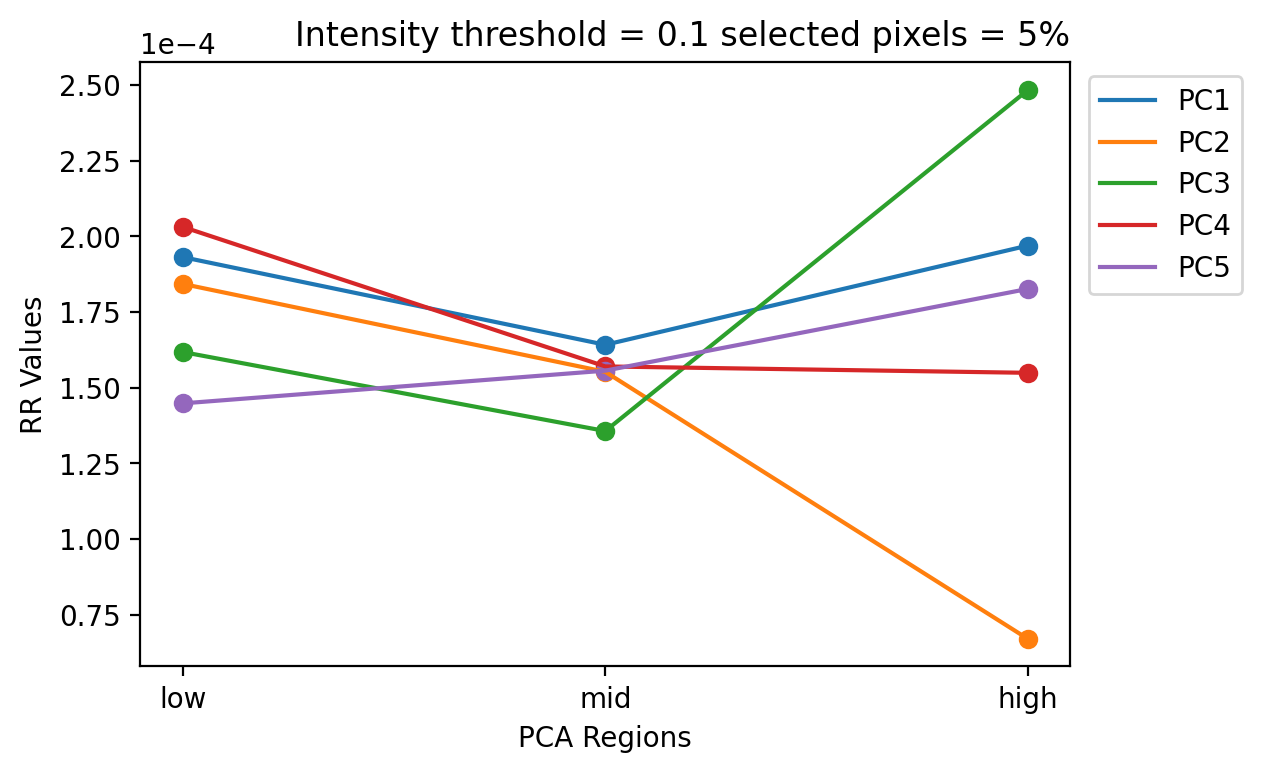 Intensity threshold = 0.1 selected pixels = 5%
1e−4
2.50
2.25
2.00
1.75
1.50
1.25
1.00
0.75
RR Values
low
mid
high
PCA Regions
PC1
PC2
PC3
PC4
PC5